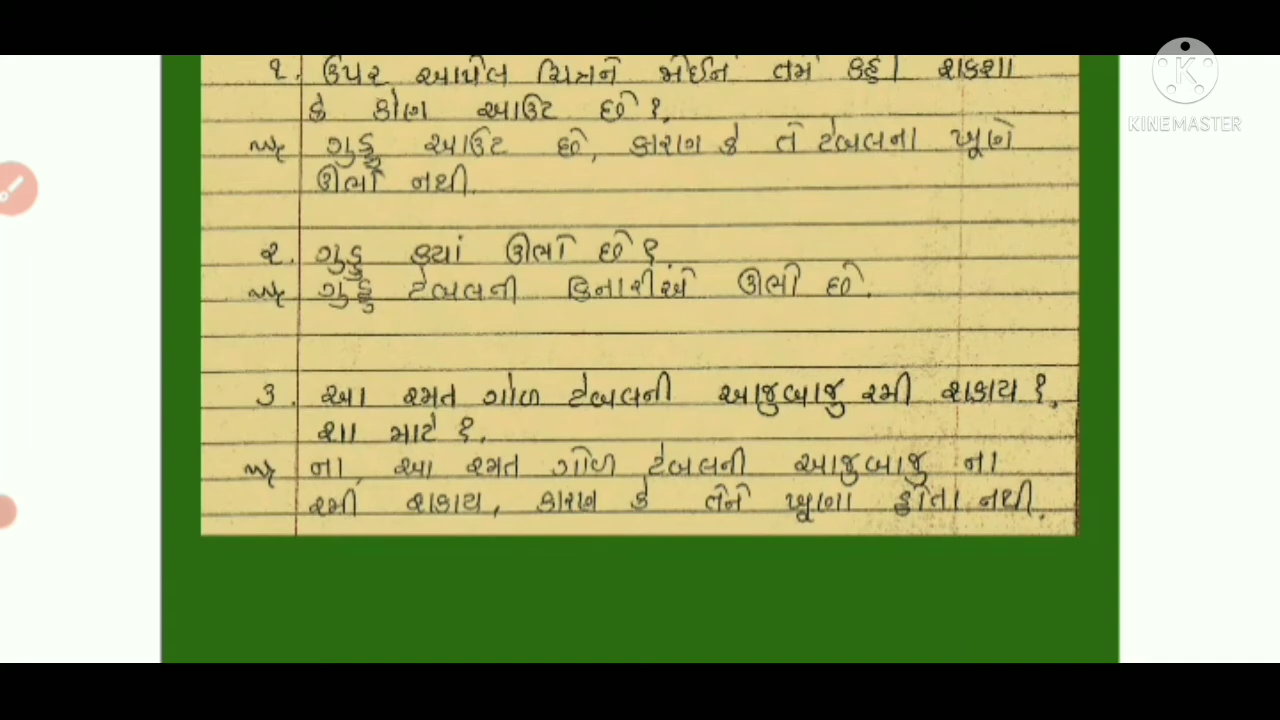 ૧. ઉપર આપેલ ચિત્રને જોઈને તમે કહી શકશો
કે કોણ આઉટ છે ?
જ ગુડ્ડુ આઉટ છે, કારણ કે તે ટેબલના ખૂણે
ઊભો નથી.
૨. ગુડ્ડુ ક્યાં ઊભો છે ?
જ ગુડ્ડુ ટેબલની કિનારીએ ઊભો છે.
૩. આ રમત ગોળ ટેબલની આજુબાજુ રમી શકાય ?,
શા માટે ?.
જ ના, આ રમત ગોળ ટેબલની આજુબાજુ ના
રમી શકાય, કારણ કે તેને ખૂણા હોતા નથી.
K
KINEMASTER